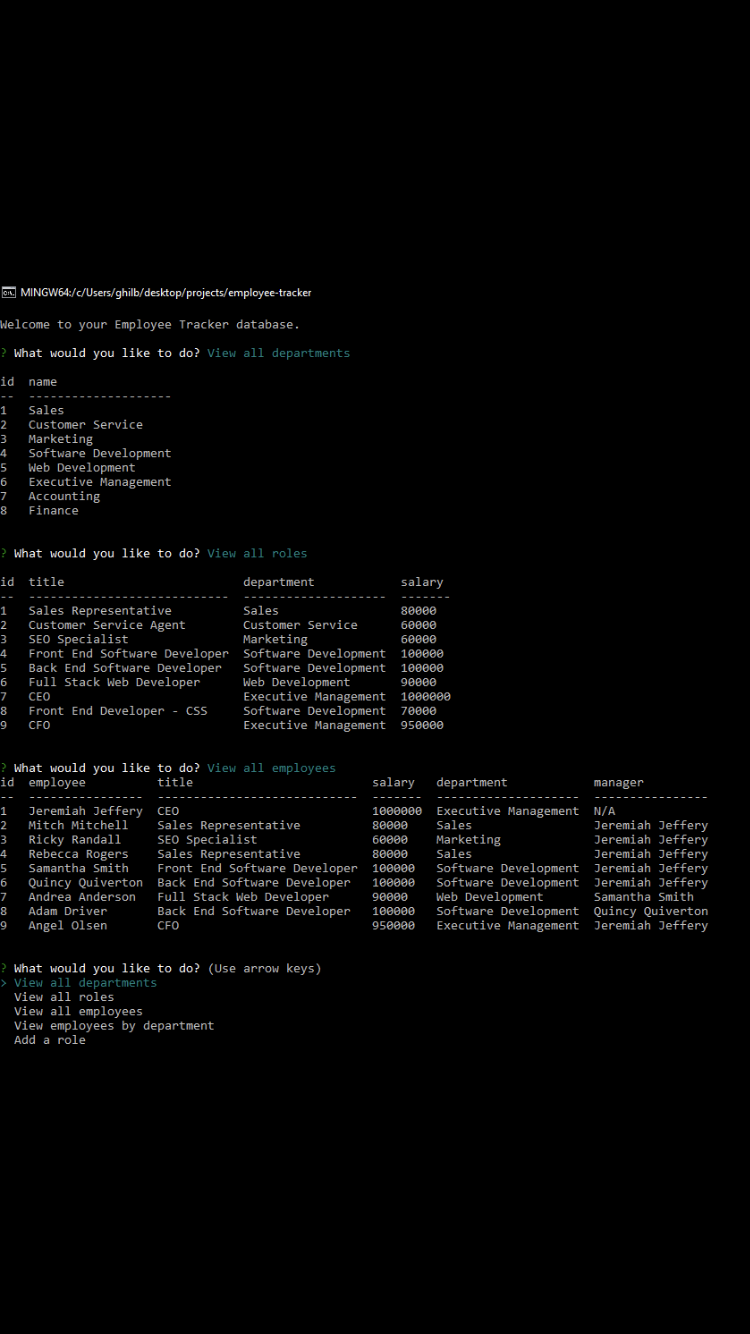 MINGW64:/c/Users/ghilb/desktop/projects/employee-tracker
Welcome to your Employee Tracker database.
? What would you like to do? View all departments
id  name
--  --------------------
1   Sales
2   Customer Service
3   Marketing
4   Software Development
5   Web Development
6   Executive Management
7   Accounting
8   Finance
? What would you like to do? View all roles
id  title                         department            salary
--  ----------------------------  --------------------  -------
1   Sales Representative          Sales                 80000
2   Customer Service Agent        Customer Service      60000
3   SEO Specialist                Marketing             60000
4   Front End Software Developer  Software Development  100000
5   Back End Software Developer   Software Development  100000
6   Full Stack Web Developer      Web Development       90000
7   CEO                           Executive Management  1000000
8   Front End Developer - CSS     Software Development  70000
9   CFO                           Executive Management  950000
? What would you like to do? View all employees
id  employee          title                         salary   department            manager
--  ----------------  ----------------------------  -------  --------------------  ----------------
1   Jeremiah Jeffery  CEO                           1000000  Executive Management  N/A
2   Mitch Mitchell    Sales Representative          80000    Sales                 Jeremiah Jeffery
3   Ricky Randall     SEO Specialist                60000    Marketing             Jeremiah Jeffery
4   Rebecca Rogers    Sales Representative          80000    Sales                 Jeremiah Jeffery
5   Samantha Smith    Front End Software Developer  100000   Software Development  Jeremiah Jeffery
6   Quincy Quiverton  Back End Software Developer   100000   Software Development  Jeremiah Jeffery
7   Andrea Anderson   Full Stack Web Developer      90000    Web Development       Samantha Smith
8   Adam Driver       Back End Software Developer   100000   Software Development  Quincy Quiverton
9   Angel Olsen       CFO                           950000   Executive Management  Jeremiah Jeffery
? What would you like to do? (Use arrow keys)
> View all departments
  View all roles
  View all employees
  View employees by department
  Add a role